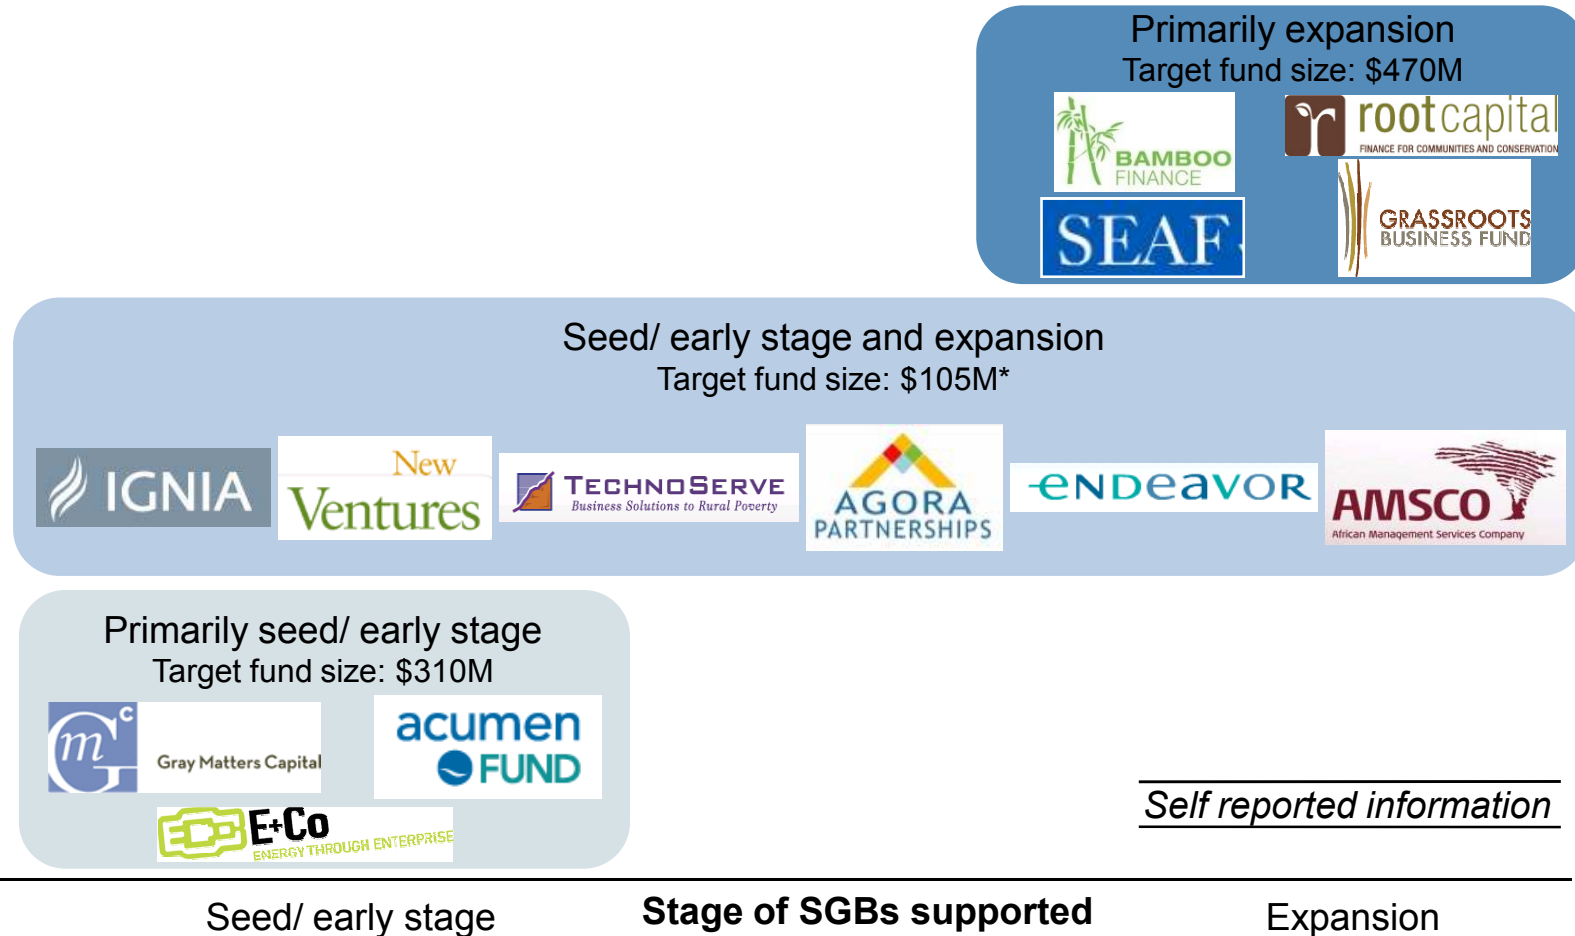 Primarily expansion
Target fund size: $470M
BAMBOO
FINANCE
r rootcapital
FINANCE FOR COMMUNITIES AND CONSERVATION
SEAF
GRASSROOTS
BUSINESS FUND
Seed/ early stage and expansion
Target fund size: $105M*
IGNIA
New
Ventures
TECHNOSERVE
Business Solutions to Rural Poverty
AGORA
PARTNERSHIPS
ENDEAVOR
AMSCO
African Management Services Company
Primarily seed/ early stage
Target fund size: $310M
G m c
Gray Matters Capital
acumen
FUND
E+Co
ENERGY THROUGH ENTERPRISE
Self reported information
Seed/ early stage
Stage of SGBs supported
Expansion